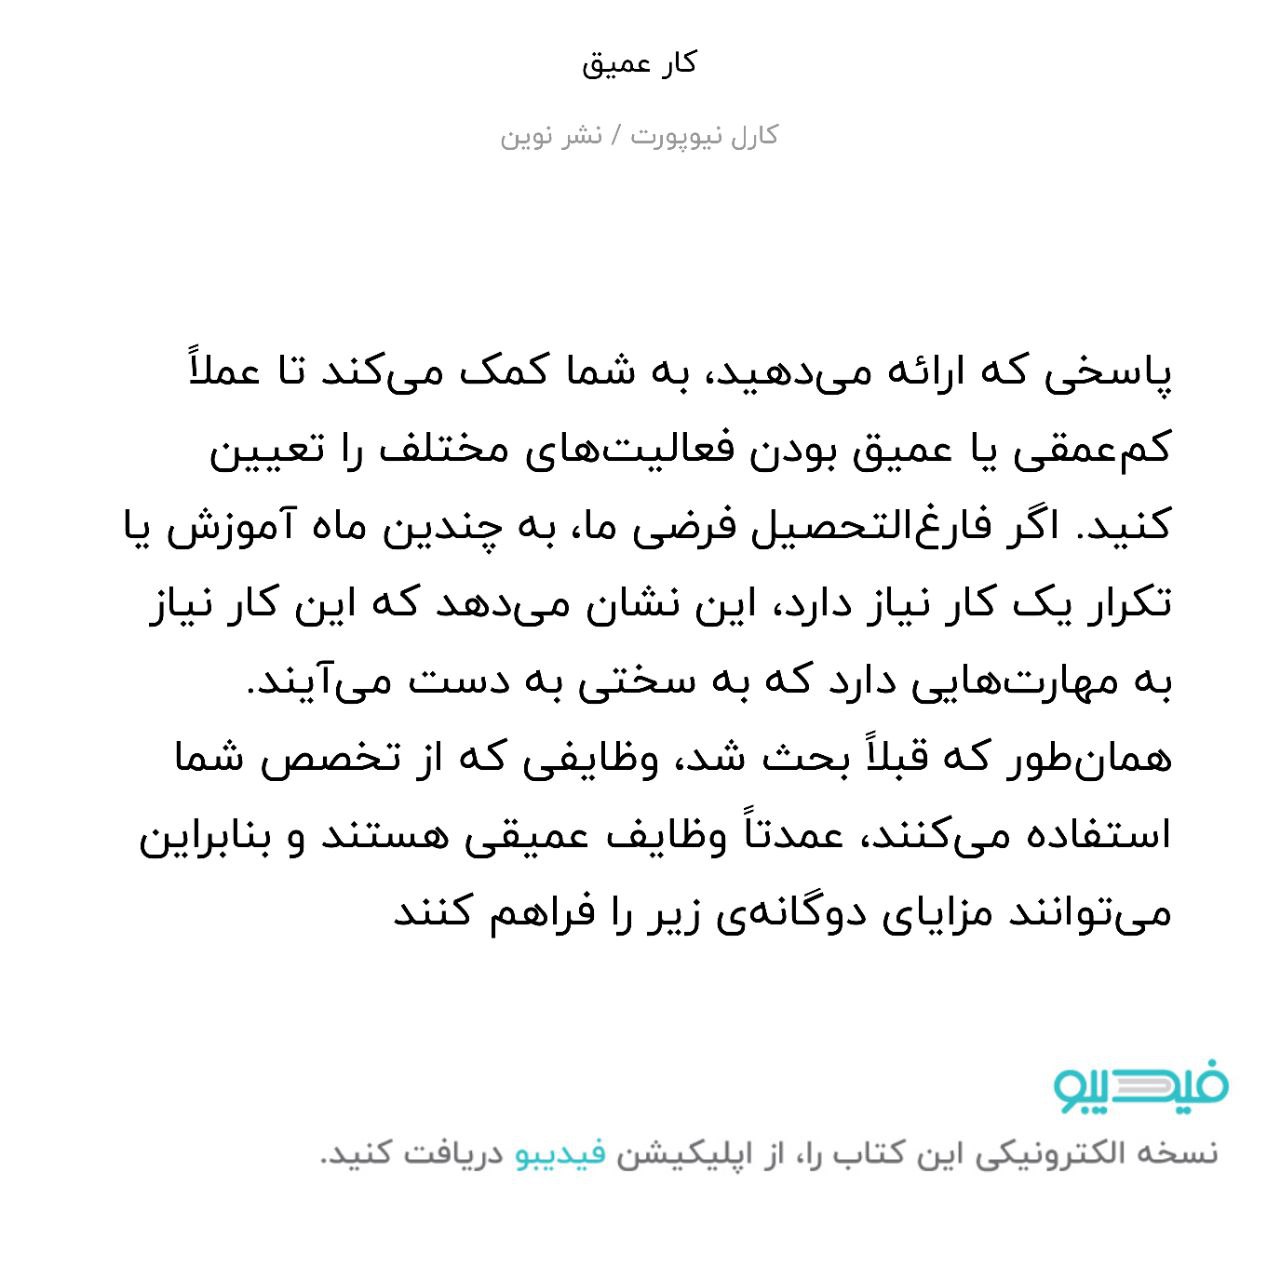 کار عمیق
کارل نیوپورت / نشر نوین
پاسخی که ارائه می‌دهید، به شما کمک می‌کند تا عملاً
کم‌عمقی یا عمیق بودن فعالیت‌های مختلف را تعیین
کنید. اگر فارغ‌التحصیل فرضی ما، به چندین ماه آموزش یا
تکرار یک کار نیاز دارد، این نشان می‌دهد که این کار نیاز
به مهارت‌هایی دارد که به سختی به دست می‌آیند.
همان‌طور که قبلاً بحث شد، وظایفی که از تخصص شما
استفاده می‌کنند، عمدتاً وظایف عمیقی هستند و بنابراین
می‌توانند مزایای دوگانه‌ی زیر را فراهم کنند
فیدیبو
نسخه الکترونیکی این کتاب را، از اپلیکیشن فیدیبو دریافت کنید.